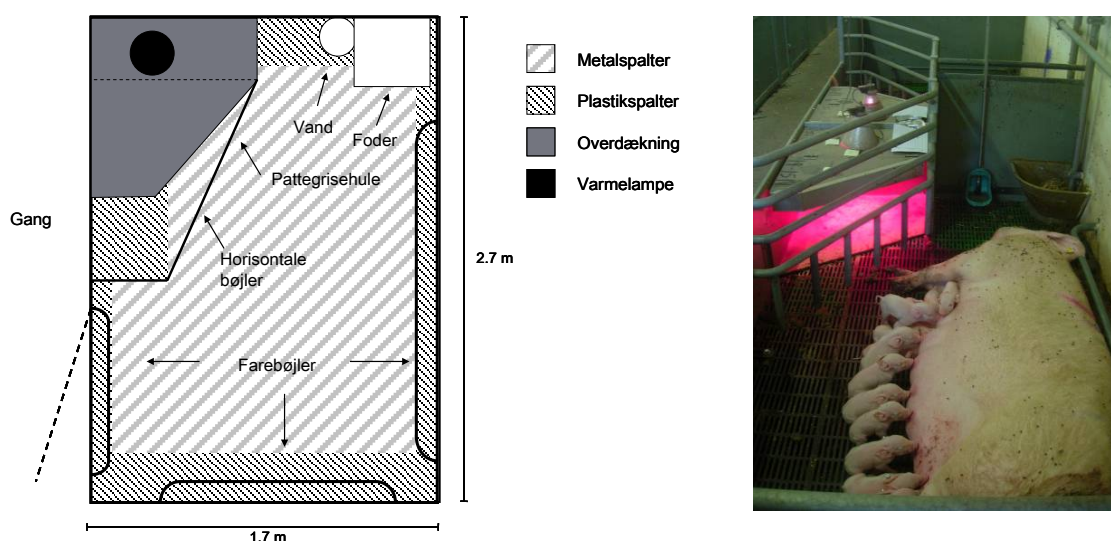 Metalspalter
Plastikspalter
Overdækning
Varmelampe
Vand
Foder
Pattegrisehule
Gang
Horisontale
bøjler
2.7 m
Farebøjler
1.7 m